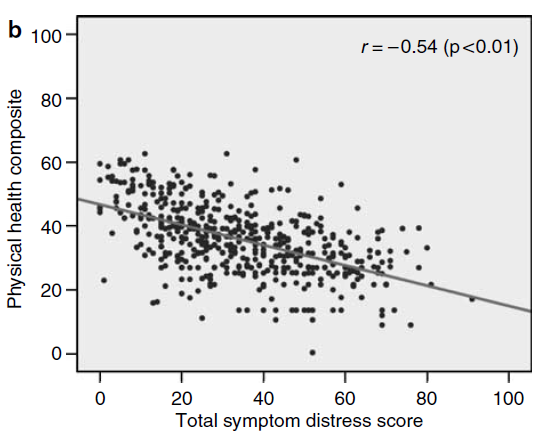 b
r = −0.54 (p<0.01)
Physical health composite
100
80
60
40
20
0
0 20 40 60 80 100
Total symptom distress score